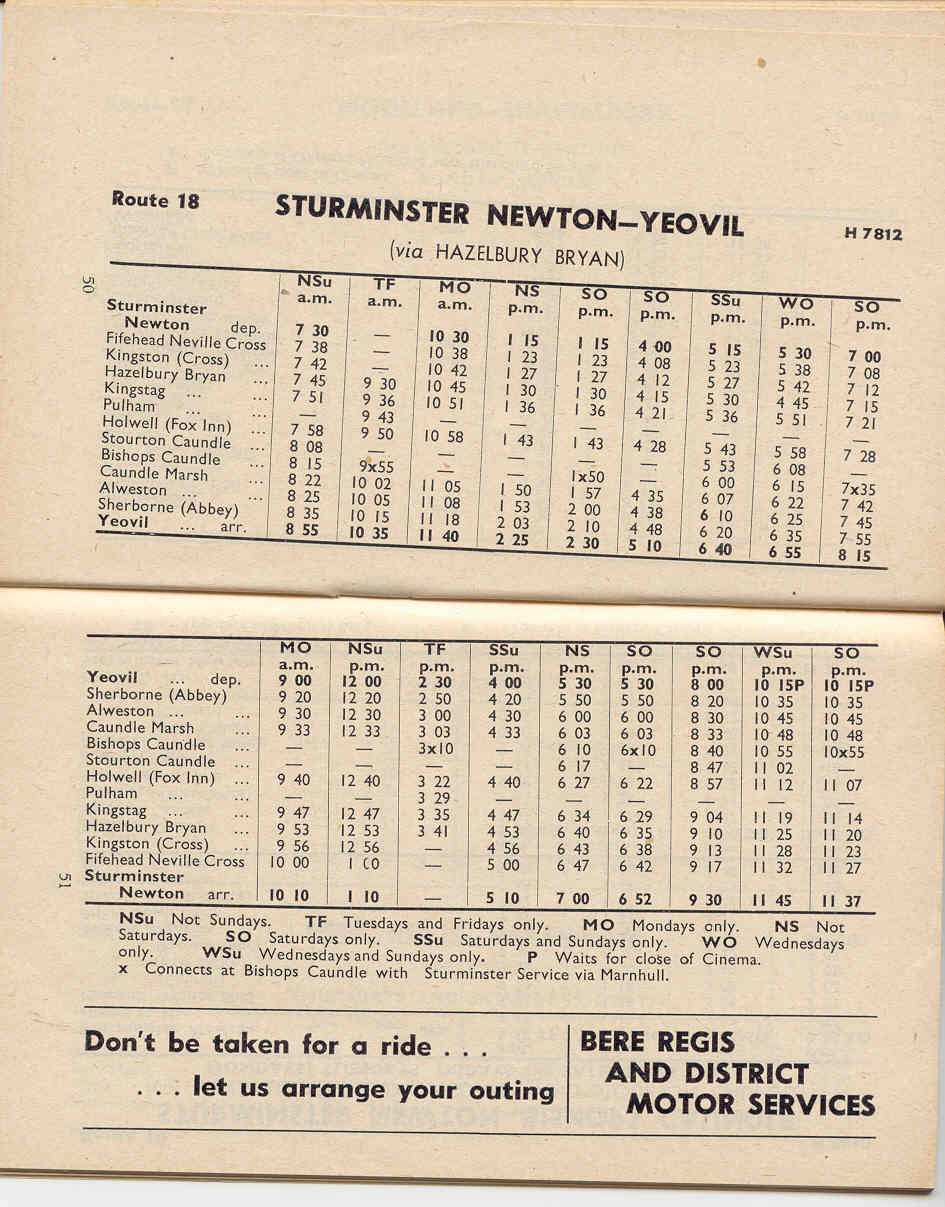 Route 18 STURMINSTER NEWTON—YEOVIL H 7812
(via HAZELBURY BRYAN)
50
NSu TF MO NS SO SO SSu WO SO
a.m. a.m. a.m. p.m. p.m. p.m. p.m. p.m. p.m.
Sturminster
Newton dep. 7 30 — 10 30 1 15 1 15 4 00 5 15 5 30 7 00
Fifehead Neville Cross 7 38 — 10 38 1 23 1 23 4 08 5 23 5 38 7 08
Kingston (Cross) ... 7 42 — 10 42 1 27 1 27 4 12 5 27 5 42 7 12
Hazelbury Bryan ... 7 45 9 30 10 45 1 30 1 30 4 15 5 30 4 45 7 15
Kingstag ... ... 7 51 9 36 10 51 1 36 1 36 4 21 5 36 5 51 7 21
Pulham ... ... — 9 43 — — — — — — —
Holwell (Fox Inn) ... 7 58 9 50 10 58 1 43 1 43 4 28 5 43 5 58 7 28
Stourton Caundle ... 8 08 — — — — — 5 53 6 08 —
Bishops Caundle ... 8 15 9x55 — — 1x50 — 6 00 6 15 7x35
Caundle Marsh ... 8 22 10 02 11 05 1 50 1 57 4 35 6 07 6 22 7 42
Alweston ... ... 8 25 10 05 11 08 1 53 2 00 4 38 6 10 6 25 7 45
Sherborne (Abbey) ... 8 35 10 15 11 18 2 03 2 10 4 48 6 20 6 35 7 55
Yeovil ... arr. 8 55 10 35 11 40 2 25 2 30 5 10 6 40 6 55 8 15
MO NSu TF SSu NS SO SO WSu SO
a.m. p.m. p.m. p.m. p.m. p.m. p.m. p.m. p.m.
Yeovil ... dep. 9 00 12 00 2 30 4 00 5 30 5 30 8 00 10 15P 10 15P
Sherborne (Abbey) 9 20 12 20 2 50 4 20 5 50 5 50 8 20 10 35 10 35
Alweston ... ... 9 30 12 30 3 00 4 30 6 00 6 00 8 30 10 45 10 45
Caundle Marsh ... 9 33 12 33 3 03 4 33 6 03 6 03 8 33 10 48 10 48
Bishops Caundle ... — — 3x10 — 6 10 6x10 8 40 10 55 10x55
Stourton Caundle ... — — — — 6 17 — 8 47 11 02 —
Holwell (Fox Inn) ... 9 40 12 40 3 22 4 40 6 27 6 22 8 57 11 12 11 07
Pulham ... ... — — 3 29 — — — — — —
Kingstag ... ... 9 47 12 47 3 35 4 47 6 34 6 29 9 04 11 19 11 14
Hazelbury Bryan ... 9 53 12 53 3 41 4 53 6 40 6 35 9 10 11 25 11 20
Kingston (Cross) ... 9 56 12 56 — 4 56 6 43 6 38 9 13 11 28 11 23
Fifehead Neville Cross 10 00 1 00 — 5 00 6 47 6 42 9 17 11 32 11 27
51
Sturminster
Newton arr. 10 10 1 10 — 5 10 7 00 6 52 9 30 11 45 11 37
NSu Not Sundays. TF Tuesdays and Fridays only. MO Mondays only. NS Not
Saturdays. SO Saturdays only. SSu Saturdays and Sundays only. WO Wednesdays
only. WSu Wednesdays and Sundays only. P Waits for close of Cinema.
x Connects at Bishops Caundle with Sturminster Service via Marnhull.
Don't be taken for a ride . . .
. . . let us arrange your outing
BERE REGIS
AND DISTRICT
MOTOR SERVICES